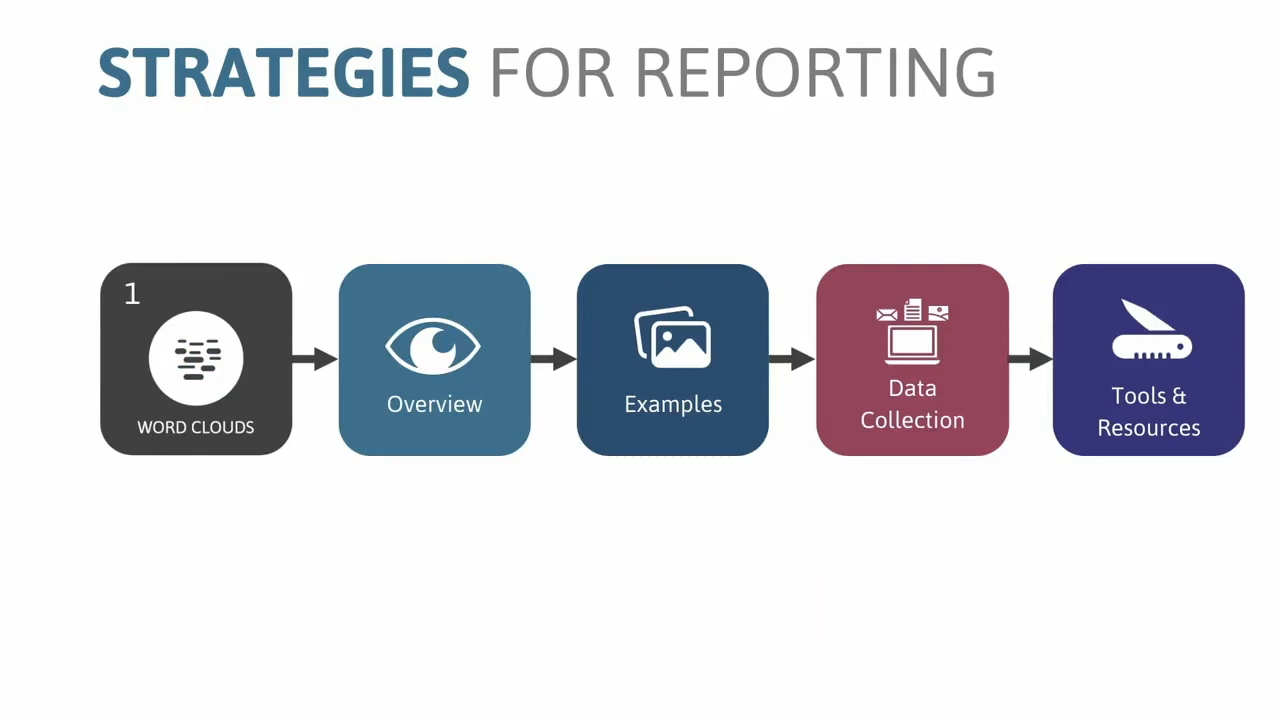 STRATEGIES FOR REPORTING
1
WORD CLOUDS
Overview
Examples
Data
Collection
Tools &
Resources